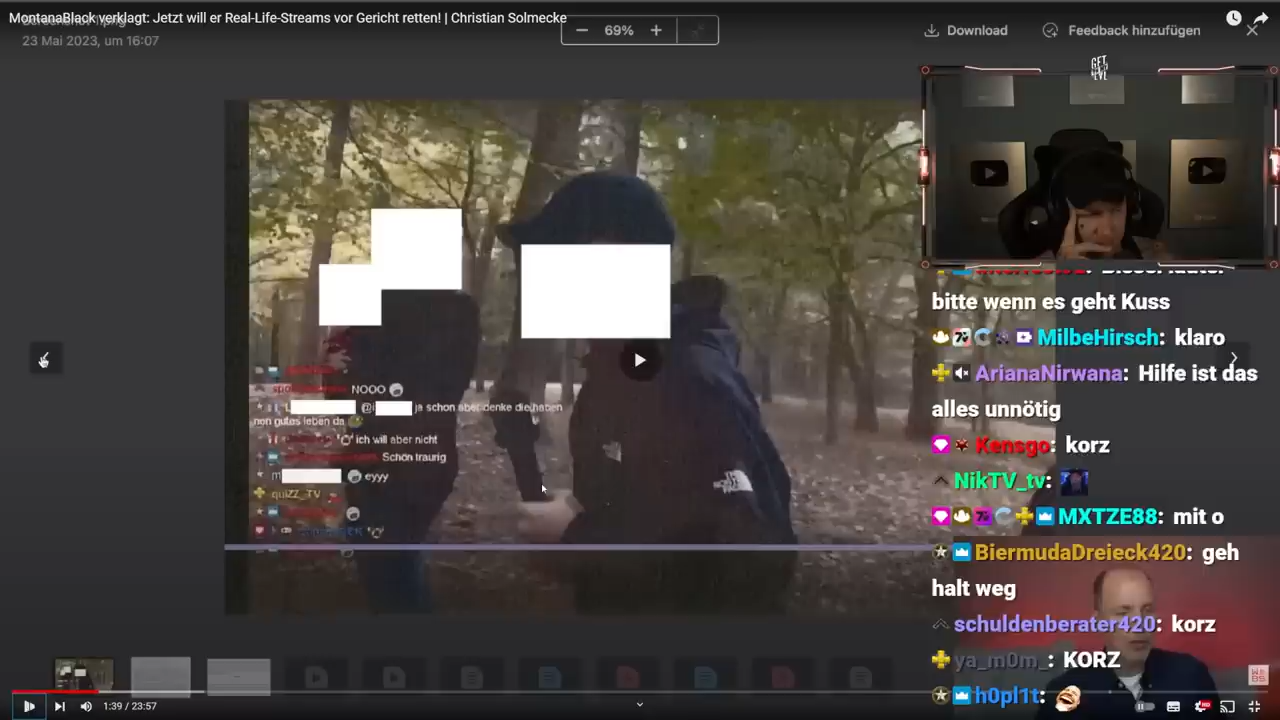 MontanaBlack verklagt: Jetzt will er Real-Life-Streams vor Gericht retten! | Christian Solmecke
23 Mai 2023, um 16:07
69%
Download
Feedback hinzufügen
bitte wenn es geht Kuss
MilbeHirsch: klaro
ArianaNirwana: Hilfe ist das
alles unnötig
Kensgo: korz
NikTV_tv:
MXTZE88: mit o
BiermudaDreieck420: geh
halt weg
schuldenberater420: korz
ya_m0m_: KORZ
h0pl1t:
NOOO
ja schon aber denke die haben
gutes leben da
ich will aber nicht
Schön traurig
eyyy
quiZZ_TV
1:39 / 23:57